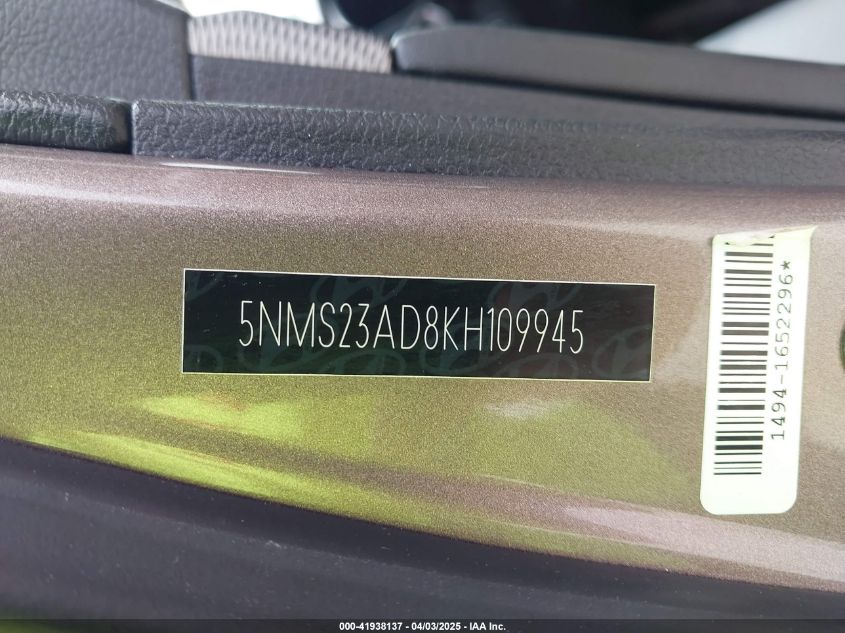 5NMS23AD8KH109945
1494-1652296*
000-41938137 - 04/03/2025 - IAA Inc.